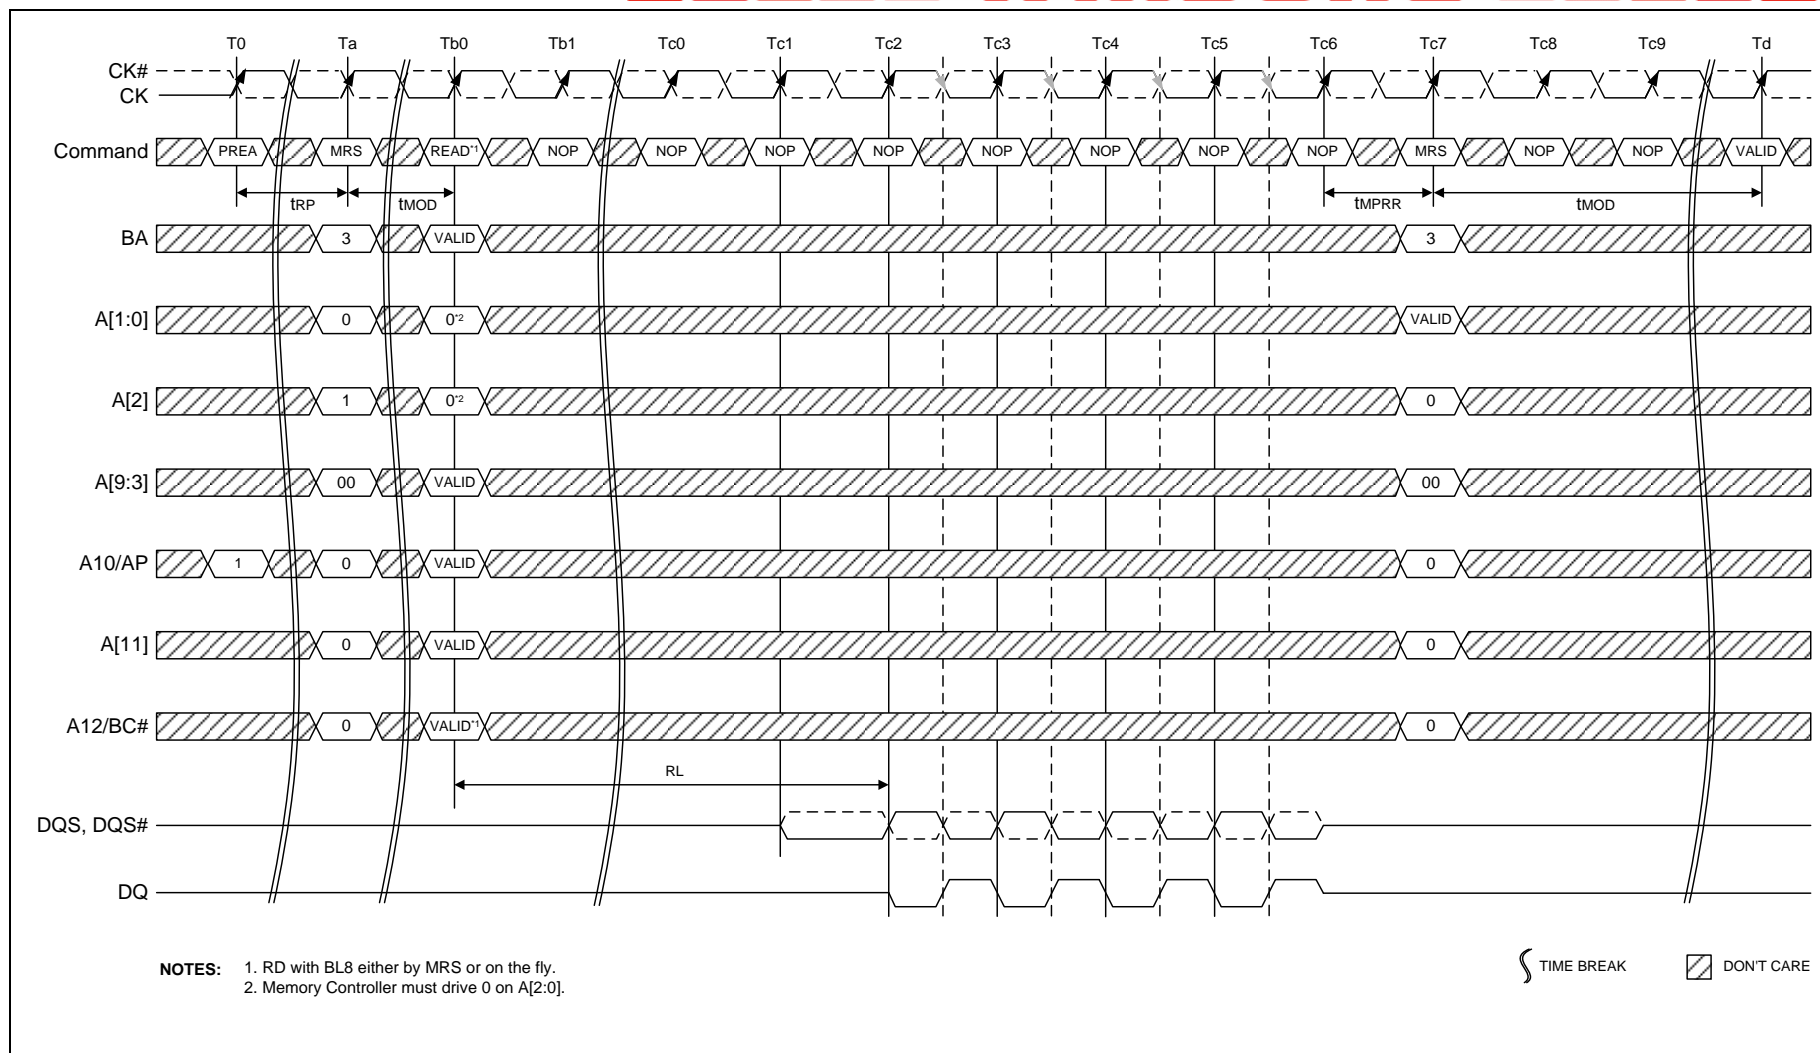 T0 Ta Tb0 Tb1 Tc0 Tc1 Tc2 Tc3 Tc4 Tc5 Tc6 Tc7 Tc8 Tc9 Td
CK#
CK
Command PREA MRS READ*1 NOP NOP NOP NOP NOP NOP NOP NOP MRS NOP NOP VALID
tRP tMOD tMPRR tMOD
BA 3 VALID 3
A[1:0] 0 0*2 VALID
A[2] 1 0*2 0
A[9:3] 00 VALID 00
A10/AP 1 0 VALID 0
A[11] 0 VALID 0
A12/BC# 0 VALID*1 0
RL
DQS, DQS#
DQ
NOTES: 1. RD with BL8 either by MRS or on the fly.
2. Memory Controller must drive 0 on A[2:0].
TIME BREAK DON'T CARE